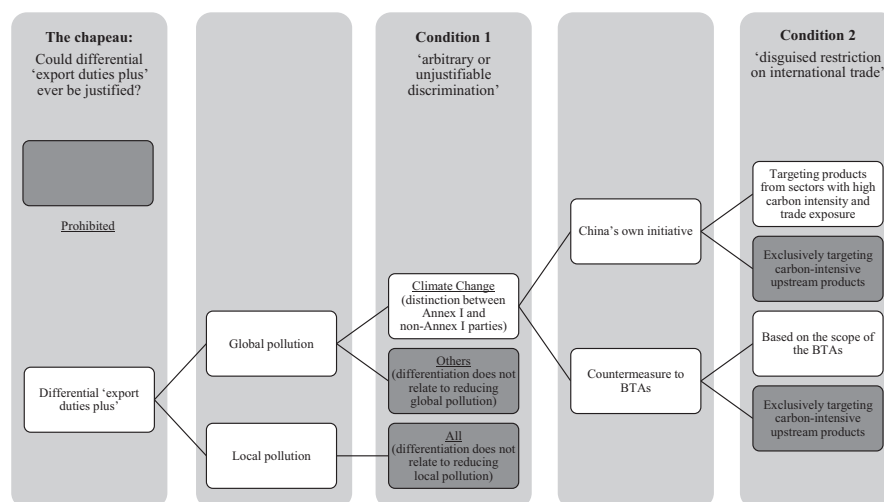 The chapeau:
Could differential
‘export duties plus’
ever be justified?
Prohibited
Differential ‘export
duties plus’
Global pollution
Local pollution
Condition 1
‘arbitrary or
unjustifiable
discrimination’
Climate Change
(distinction between
Annex I and
non-Annex I parties)
Others
(differentiation does not
relate to reducing
global pollution)
All
(differentiation does not
relate to reducing
local pollution)
China’s own initiative
Countermeasure to
BTAs
Condition 2
‘disguised restriction
on international trade’
Targeting products
from sectors with high
carbon intensity and
trade exposure
Exclusively targeting
carbon-intensive
upstream products
Based on the scope of
the BTAs
Exclusively targeting
carbon-intensive
upstream products